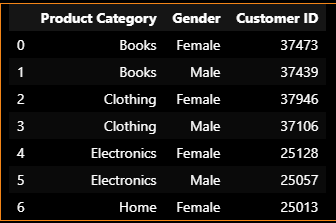 Product Category Gender Customer ID
0 Books Female 37473
1 Books Male 37439
2 Clothing Female 37946
3 Clothing Male 37106
4 Electronics Female 25128
5 Electronics Male 25057
6 Home Female 25013